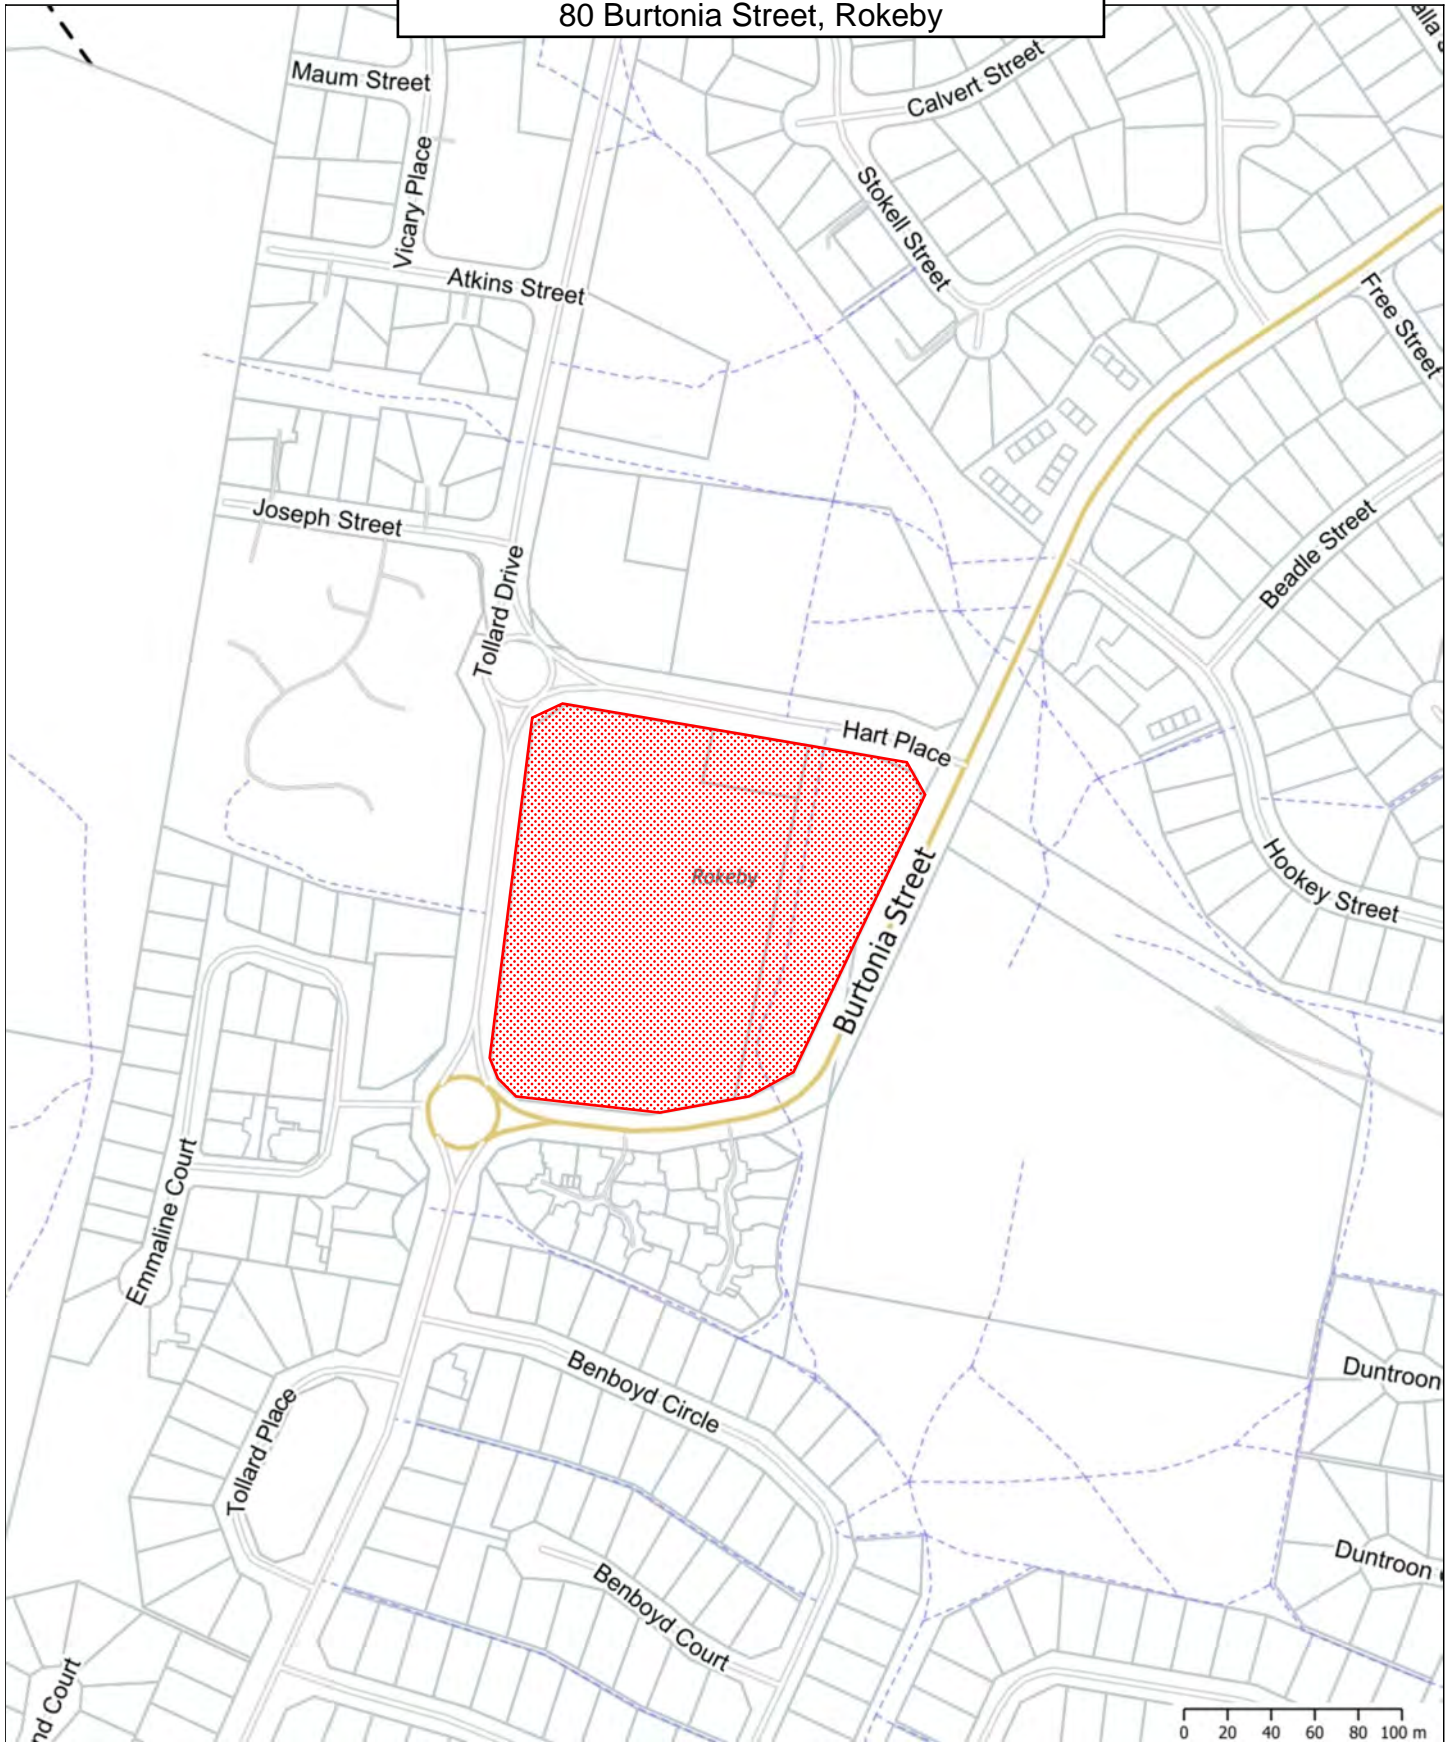 80 Burtonia Street, Rokeby
Maum Street
Calvert Street
Vicary Place
Stokell Street
Atkins Street
Free Street
Joseph Street
Beadle Street
Tollard Drive
Hart Place
Rokeby
Burtonia Street
Hookey Street
Emmaline Court
Benboyd Circle
Duntroon
Tollard Place
Duntroon
Benboyd Court
nd Court
0 20 40 60 80 100 m